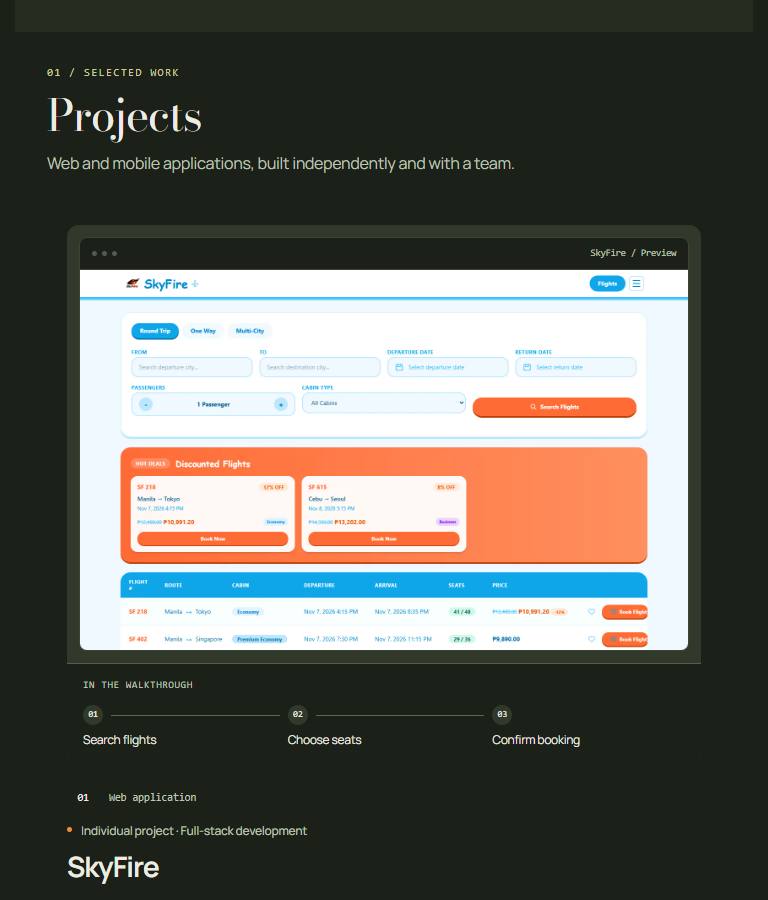 01 / SELECTED WORK
Projects
Web and mobile applications, built independently and with a team.
SkyFire / Preview
SkyFire
Flights
Round Trip One Way Multi-City
FROM TO DEPARTURE DATE RETURN DATE
Search departure city... Search destination city... Select departure date Select return date
PASSENGERS CABIN TYPE
- 1 Passenger + All Cabins Search Flights
HOT DEALS Discounted Flights
SF 218 12% OFF SF 615 8% OFF
Manila → Tokyo Cebu → Seoul
Nov 7, 2026 4:15 PM Nov 8, 2026 5:15 PM
₱10,991.20 Economy ₱13,202.00 Business
Book Now Book Now
FLIGHT # ROUTE CABIN DEPARTURE ARRIVAL SEATS PRICE
SF 218 Manila → Tokyo Economy Nov 7, 2026 4:15 PM Nov 7, 2026 8:35 PM 41 / 48 ₱10,991.20 -12% Book Flight
SF 402 Manila → Singapore Premium Economy Nov 7, 2026 7:30 PM Nov 7, 2026 11:15 PM 29 / 36 ₱9,890.00 Book Flight
IN THE WALKTHROUGH
01 02 03
Search flights Choose seats Confirm booking
01 Web application
Individual project · Full-stack development
SkyFire